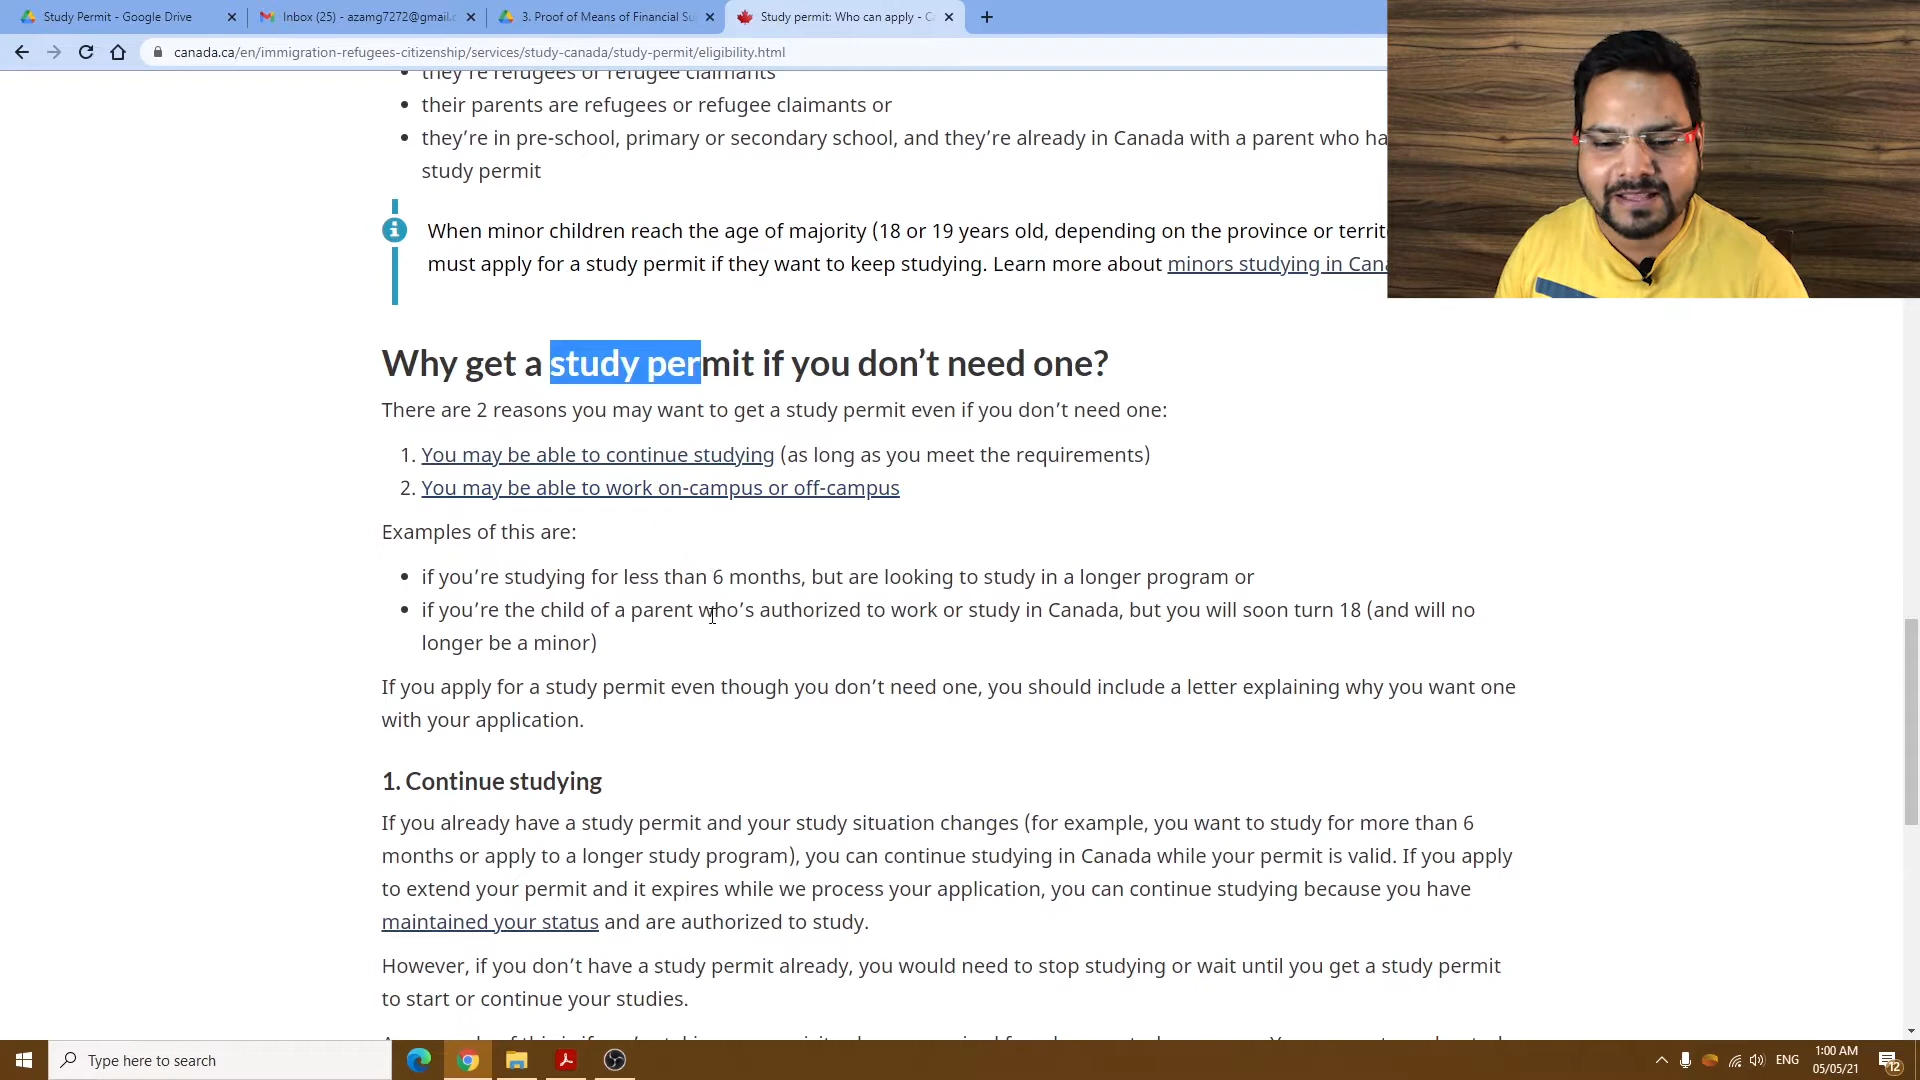 Study Permit - Google Drive
Inbox (25) - azamg7272@gmail.c
3. Proof of Means of Financial Su
Study permit: Who can apply - C
canada.ca/en/immigration-refugees-citizenship/services/study-canada/study-permit/eligibility.html
they're refugees or refugee claimants
their parents are refugees or refugee claimants or
they’re in pre-school, primary or secondary school, and they’re already in Canada with a parent who ha
study permit
When minor children reach the age of majority (18 or 19 years old, depending on the province or territ
must apply for a study permit if they want to keep studying. Learn more about minors studying in Cana
Why get a study permit if you don’t need one?
There are 2 reasons you may want to get a study permit even if you don’t need one:
1. You may be able to continue studying (as long as you meet the requirements)
2. You may be able to work on-campus or off-campus
Examples of this are:
if you’re studying for less than 6 months, but are looking to study in a longer program or
if you’re the child of a parent who’s authorized to work or study in Canada, but you will soon turn 18 (and will no
longer be a minor)
If you apply for a study permit even though you don’t need one, you should include a letter explaining why you want one
with your application.
1. Continue studying
If you already have a study permit and your study situation changes (for example, you want to study for more than 6
months or apply to a longer study program), you can continue studying in Canada while your permit is valid. If you apply
to extend your permit and it expires while we process your application, you can continue studying because you have
maintained your status and are authorized to study.
However, if you don’t have a study permit already, you would need to stop studying or wait until you get a study permit
to start or continue your studies.
Type here to search
ENG
1:00 AM
05/05/21
12